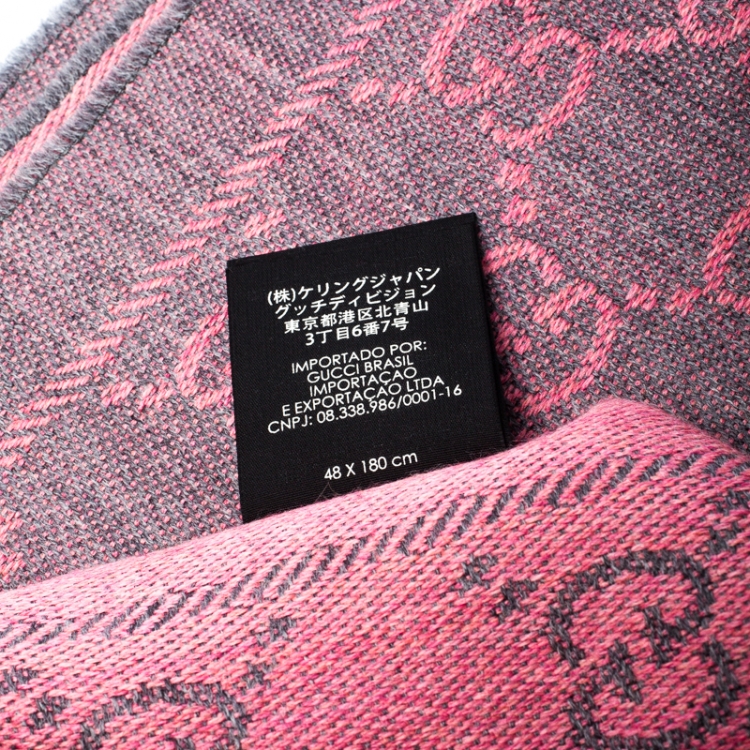 (株)ケリングジャパン
グッチディビジョン
東京都港区北青山
3丁目6番7号
IMPORTADO POR:
GUCCI BRASIL
IMPORTAÇAO
E EXPORTAÇAO LTDA
CNPJ: 08.338.986/0001-16
48 X 180 cm